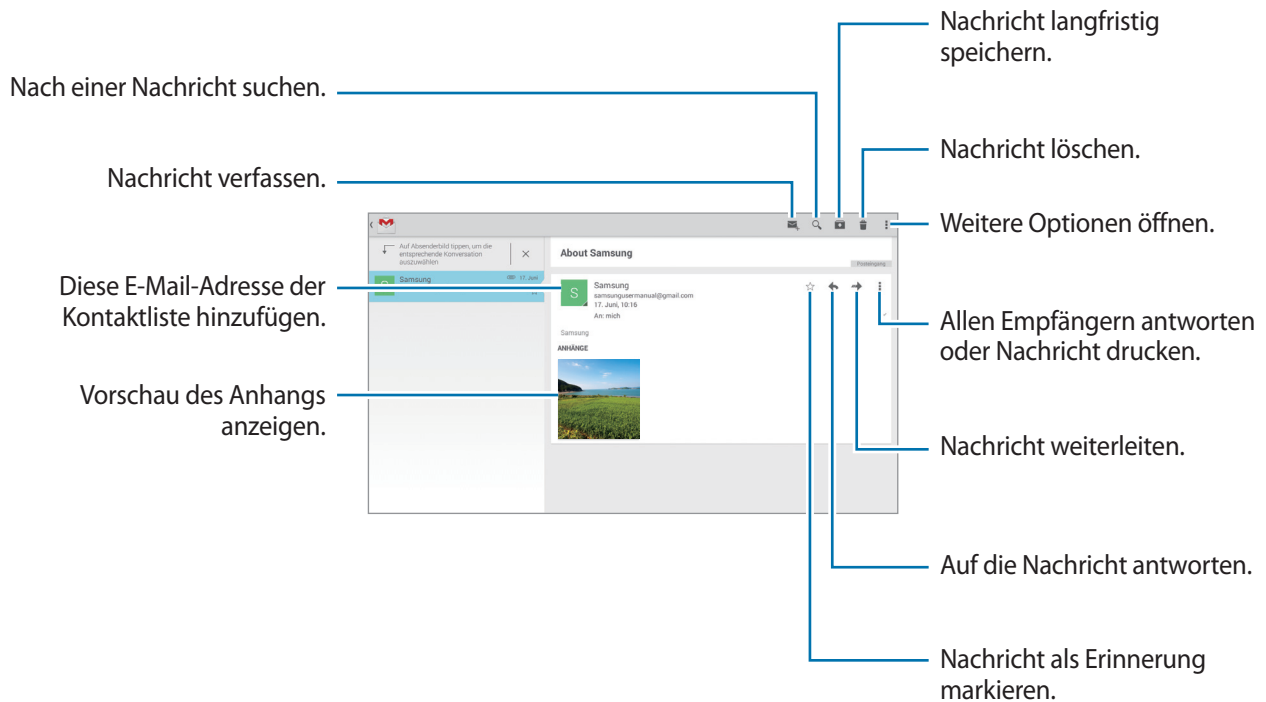 Nachricht langfristig
speichern.
Nach einer Nachricht suchen.
Nachricht löschen.
Nachricht verfassen.
Weitere Optionen öffnen.
Auf Absenderbild tippen, um die
entsprechende Konversation
auszuwählen
About Samsung
Posteingang
Samsung
17. Juni
S
Samsung
samsungusermanual@gmail.com
17. Juni, 10:16
An: mich
Diese E-Mail-Adresse der
Kontaktliste hinzufügen.
Allen Empfängern antworten
oder Nachricht drucken.
Samsung
ANHÄNGE
Vorschau des Anhangs
anzeigen.
Nachricht weiterleiten.
Auf die Nachricht antworten.
Nachricht als Erinnerung
markieren.